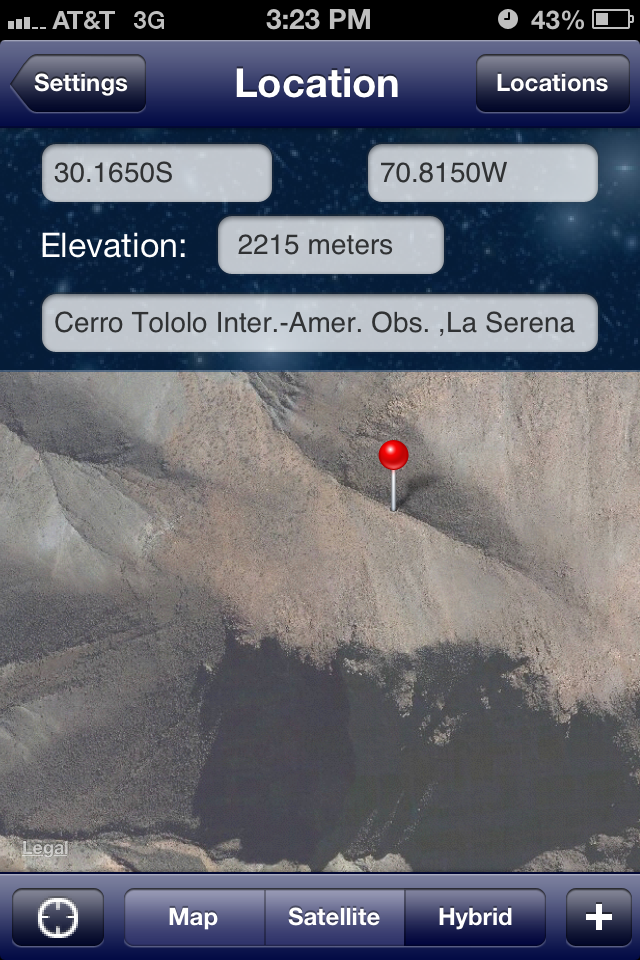 AT&T 3G 3:23 PM 43%
Settings Location Locations
30.1650S 70.8150W
Elevation: 2215 meters
Cerro Tololo Inter.-Amer. Obs. ,La Serena
Legal
Map Satellite Hybrid